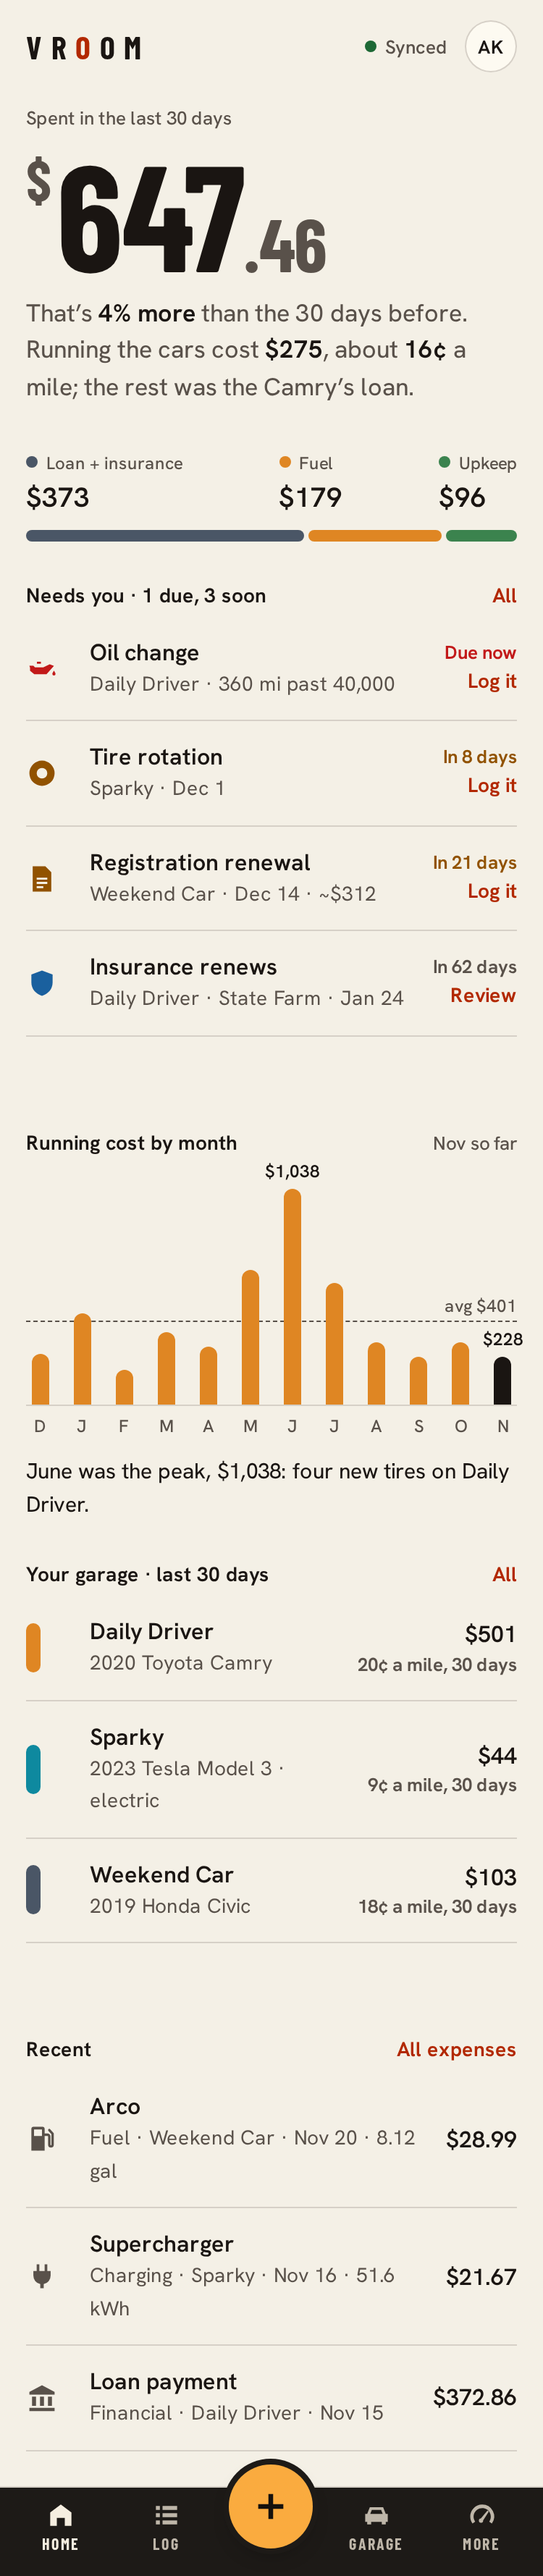 VROOM
Synced
AK
Spent in the last 30 days
$647.46
That’s 4% more than the 30 days before.
Running the cars cost $275, about 16¢ a
mile; the rest was the Camry’s loan.
Loan + insurance
$373
Fuel
$179
Upkeep
$96
Needs you · 1 due, 3 soon
All
Oil change
Daily Driver · 360 mi past 40,000
Due now
Log it
Tire rotation
Sparky · Dec 1
In 8 days
Log it
Registration renewal
Weekend Car · Dec 14 · ~$312
In 21 days
Log it
Insurance renews
Daily Driver · State Farm · Jan 24
In 62 days
Review
Running cost by month
Nov so far
$1,038
avg $401
$228
D J F M A M J J A S O N
June was the peak, $1,038: four new tires on Daily
Driver.
Your garage · last 30 days
All
Daily Driver
2020 Toyota Camry
$501
20¢ a mile, 30 days
Sparky
2023 Tesla Model 3 ·
electric
$44
9¢ a mile, 30 days
Weekend Car
2019 Honda Civic
$103
18¢ a mile, 30 days
Recent
All expenses
Arco
Fuel · Weekend Car · Nov 20 · 8.12
gal
$28.99
Supercharger
Charging · Sparky · Nov 16 · 51.6
kWh
$21.67
Loan payment
Financial · Daily Driver · Nov 15
$372.86
+
HOME
LOG
GARAGE
MORE